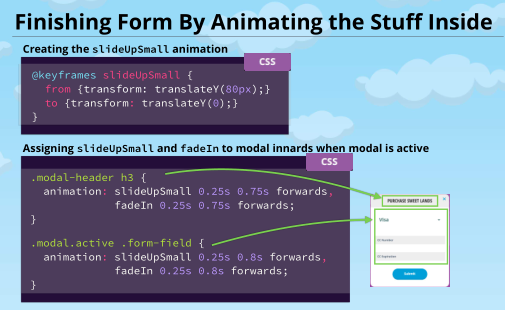 Finishing Form By Animating the Stuff Inside
Creating the slideUpSmall animation
CSS
@keyframes slideUpSmall {
from {transform: translateY(80px);}
to {transform: translateY(0);}
}
Assigning slideUpSmall and fadeIn to modal innards when modal is active
CSS
.modal-header h3 {
animation: slideUpSmall 0.25s 0.75s forwards,
fadeIn 0.25s 0.75s forwards;
}
.modal.active .form-field {
animation: slideUpSmall 0.25s 0.8s forwards,
fadeIn 0.25s 0.8s forwards;
}
PURCHASE SWEET LANDS
Visa
Submit